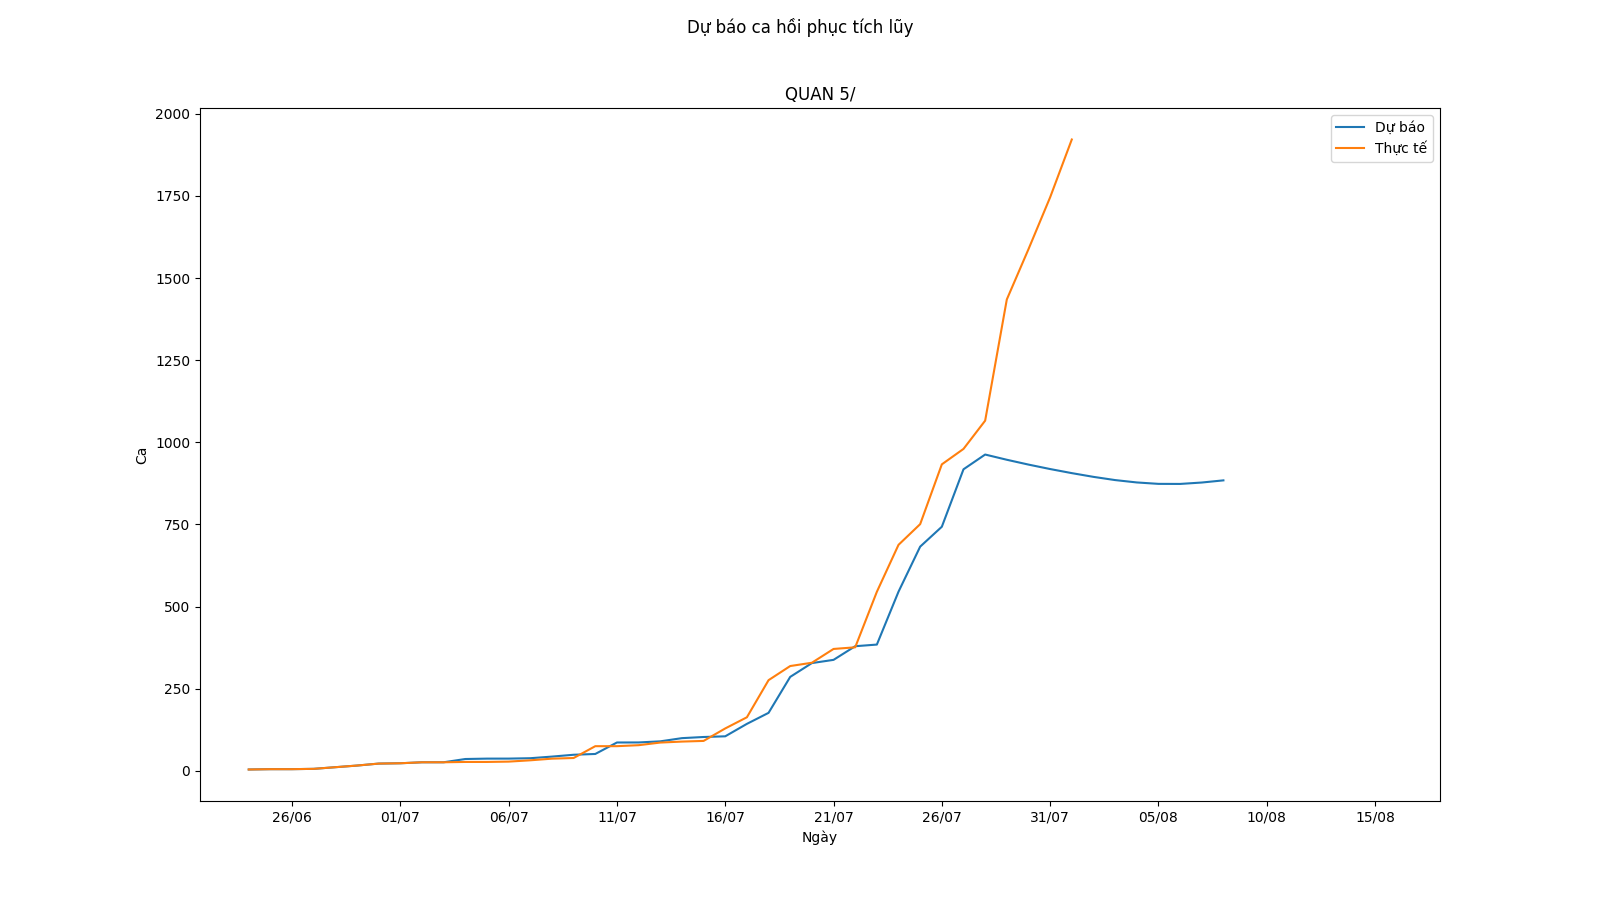 Dự báo ca hồi phục tích lũy
QUAN 5/
2000
1750
1500
1250
1000
750
500
250
0
Ca
Dự báo
Thực tế
26/06 01/07 06/07 11/07 16/07 21/07 26/07 31/07 05/08 10/08 15/08
Ngày